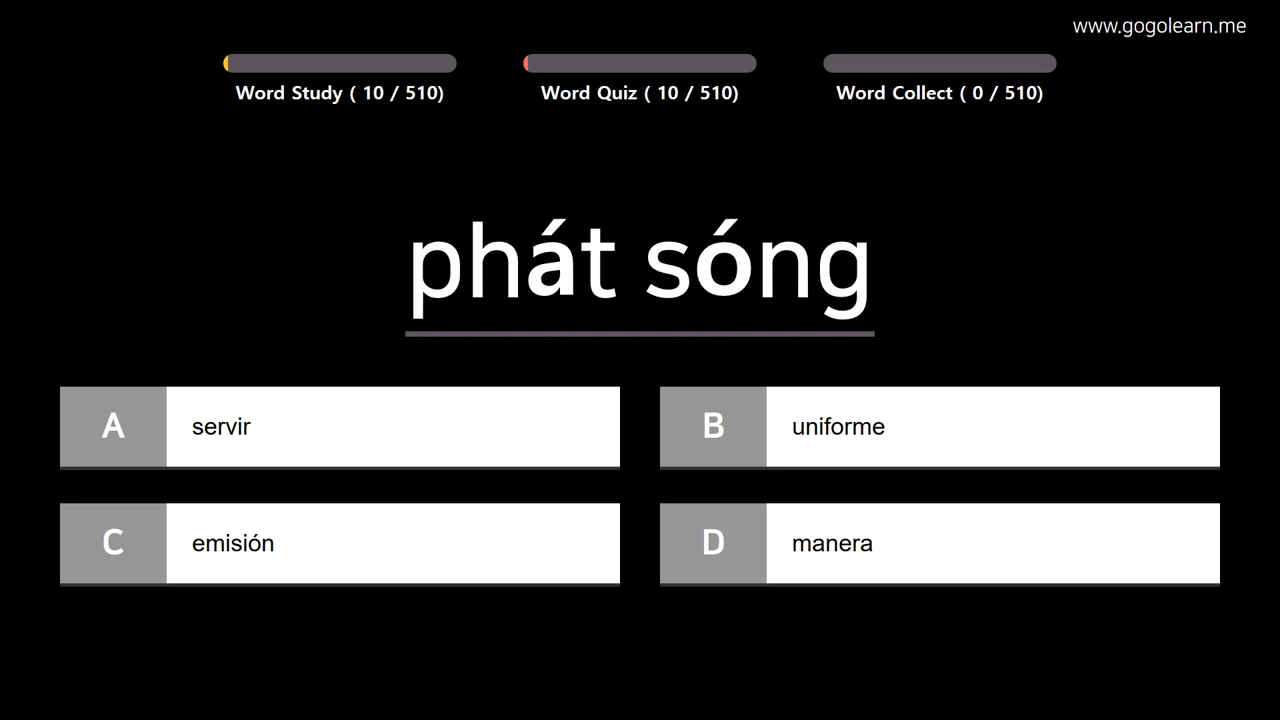 www.gogolearn.me
Word Study ( 10 / 510)
Word Quiz ( 10 / 510)
Word Collect ( 0 / 510)
phát sóng
A servir
B uniforme
C emisión
D manera